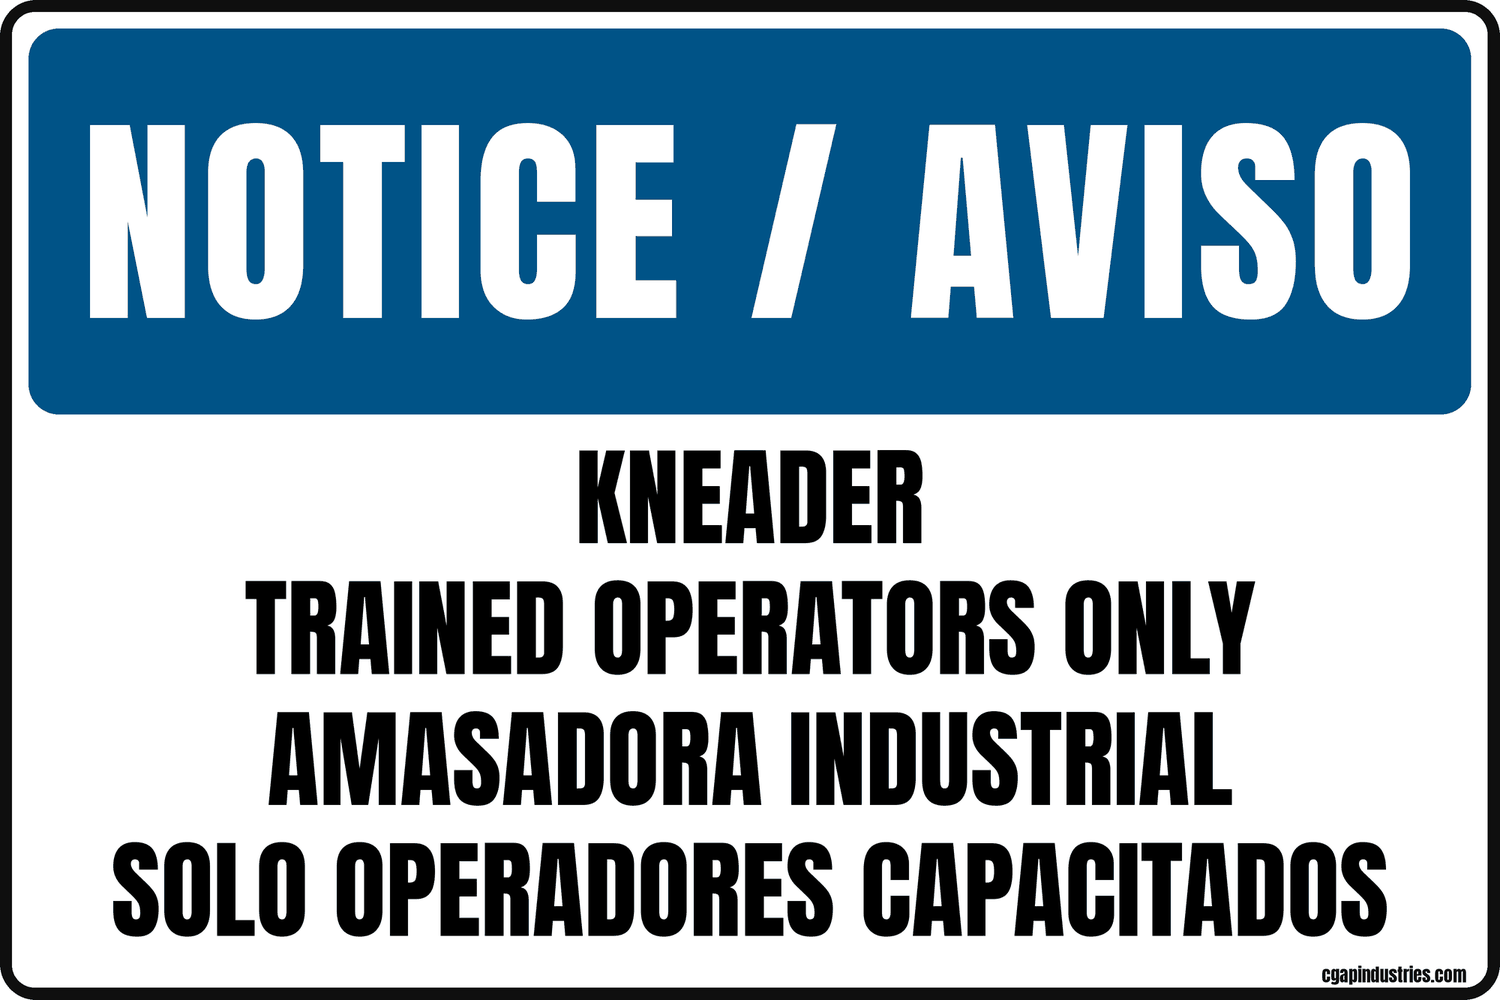 NOTICE / AVISO
KNEADER
TRAINED OPERATORS ONLY
AMASADORA INDUSTRIAL
SOLO OPERADORES CAPACITADOS
cgapindustries.com